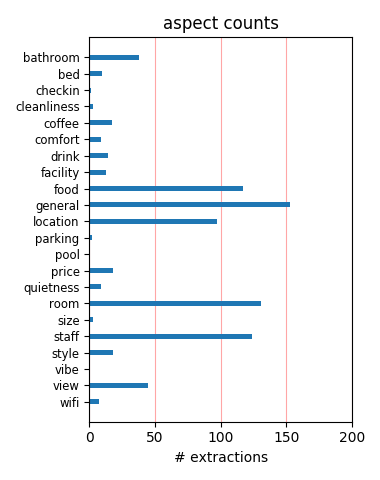 aspect counts
bathroom
bed
checkin
cleanliness
coffee
comfort
drink
facility
food
general
location
parking
pool
price
quietness
room
size
staff
style
vibe
view
wifi
0 50 100 150 200
# extractions